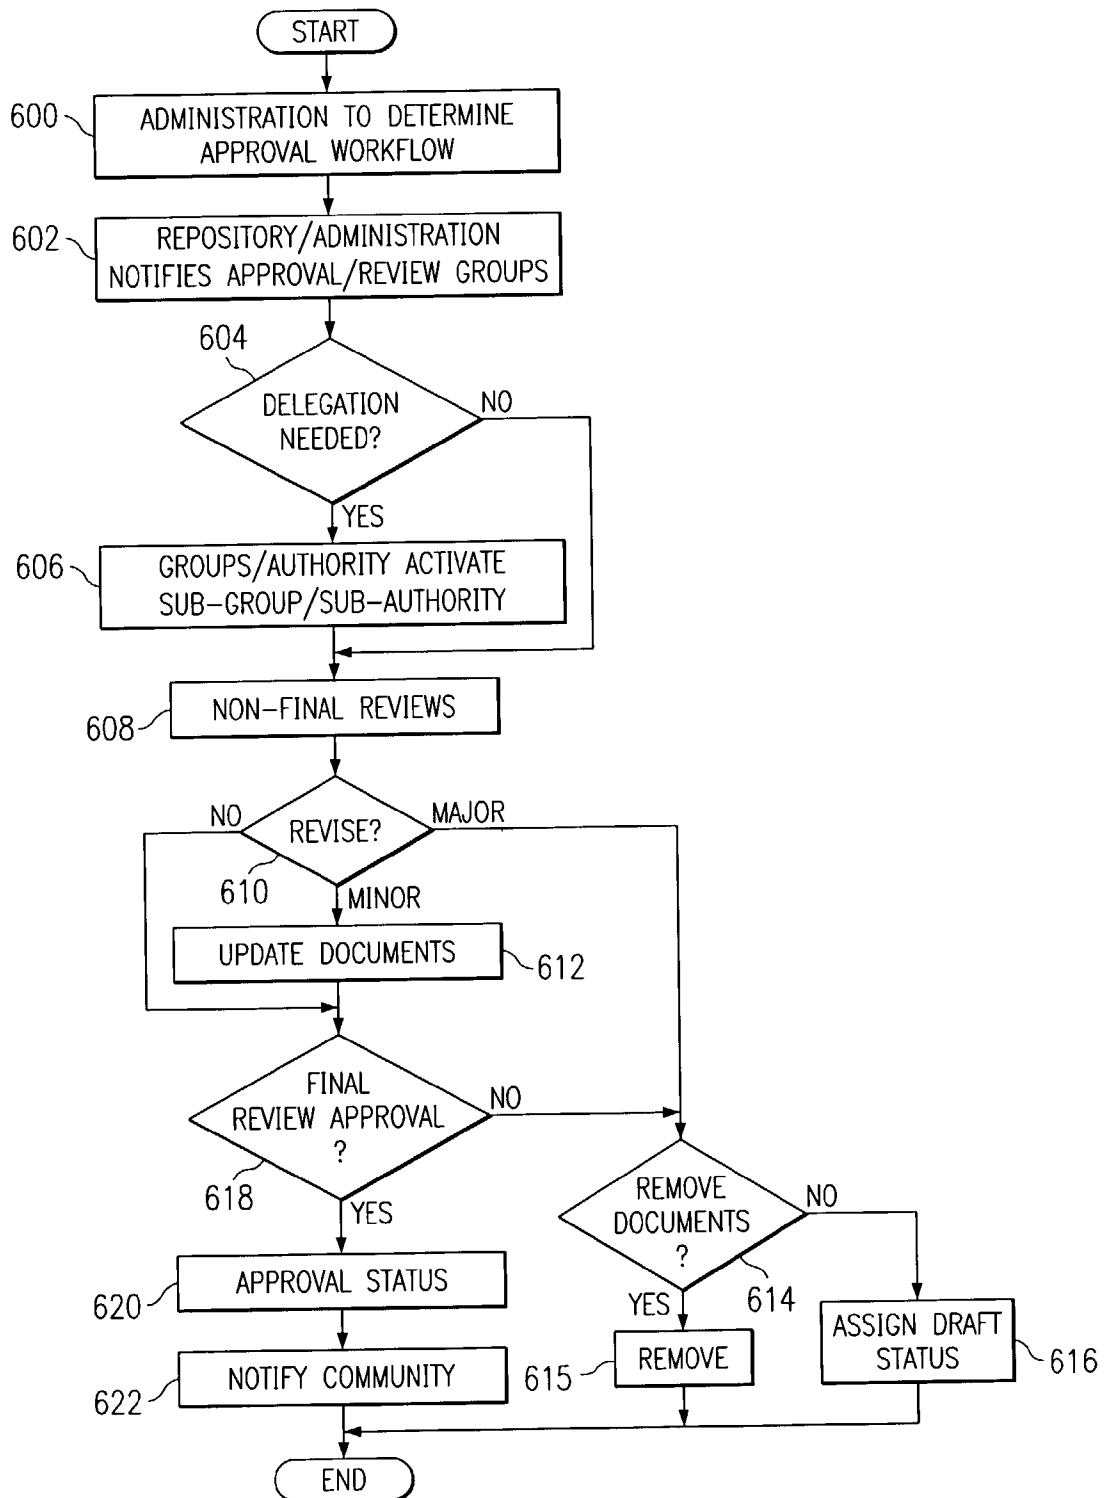 START
600
ADMINISTRATION TO DETERMINE
APPROVAL WORKFLOW
602
REPOSITORY/ADMINISTRATION
NOTIFIES APPROVAL/REVIEW GROUPS
604
DELEGATION
NEEDED?
NO
YES
606
GROUPS/AUTHORITY ACTIVATE
SUB-GROUP/SUB-AUTHORITY
608
NON-FINAL REVIEWS
NO
REVISE?
MAJOR
610
MINOR
UPDATE DOCUMENTS
612
FINAL
REVIEW APPROVAL
?
NO
618
YES
REMOVE
DOCUMENTS
?
NO
614
YES
620
APPROVAL STATUS
615
REMOVE
ASSIGN DRAFT
STATUS
616
622
NOTIFY COMMUNITY
END